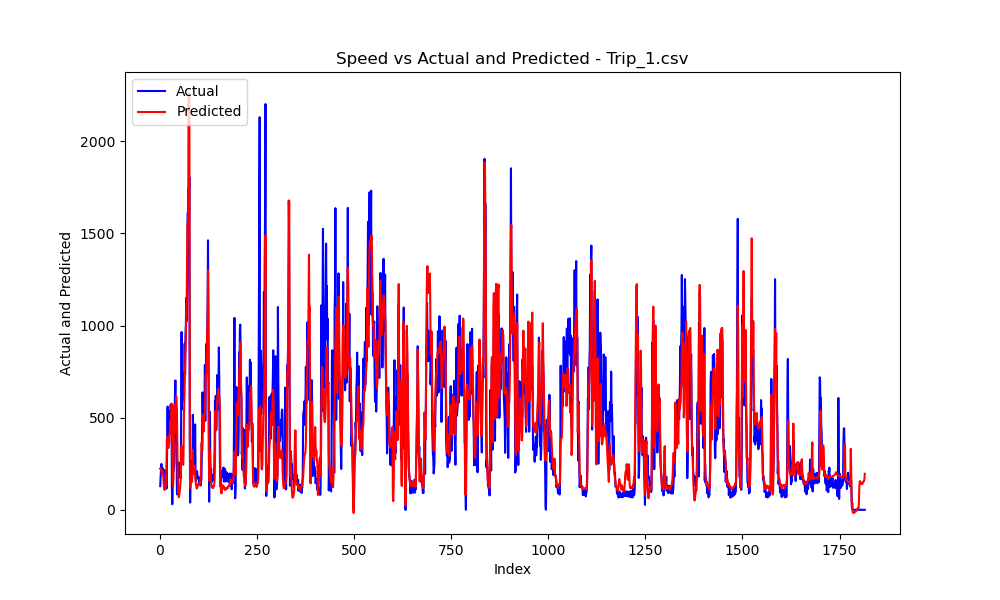 Speed vs Actual and Predicted - Trip_1.csv
Actual
Predicted
2000
1500
1000
500
0
Actual and Predicted
0 250 500 750 1000 1250 1500 1750
Index